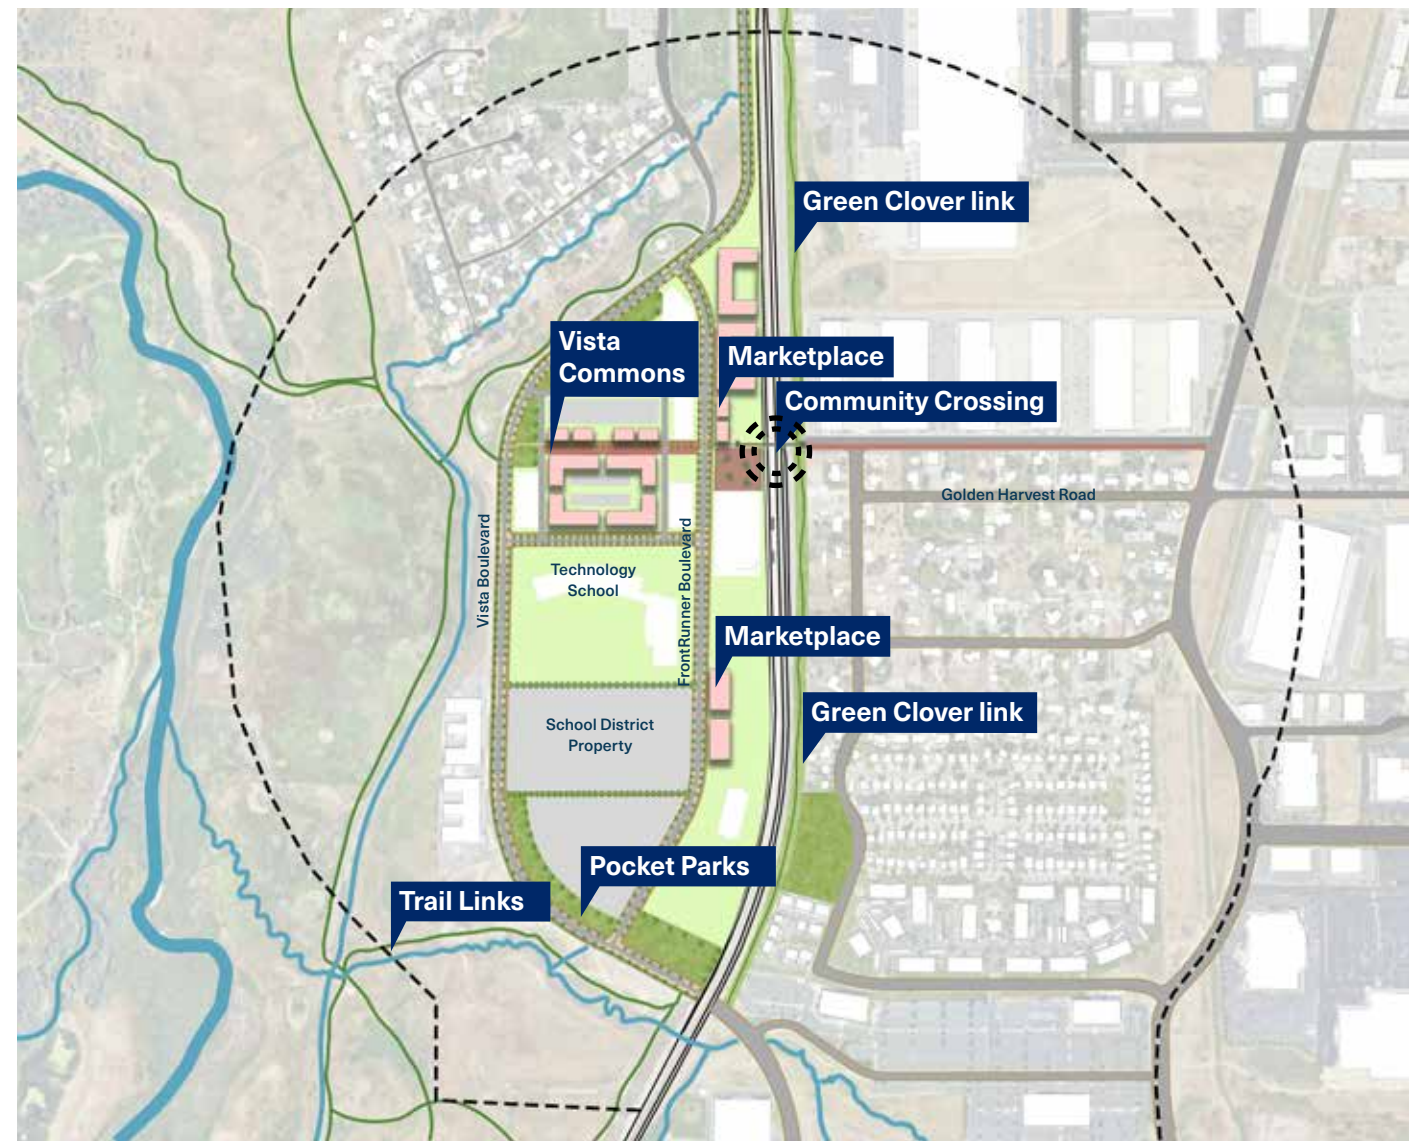 Green Clover link
Vista
Commons
Marketplace
Community Crossing
Golden Harvest Road
Vista Boulevard
FrontRunner Boulevard
Technology
School
Marketplace
School District
Property
Green Clover link
Pocket Parks
Trail Links